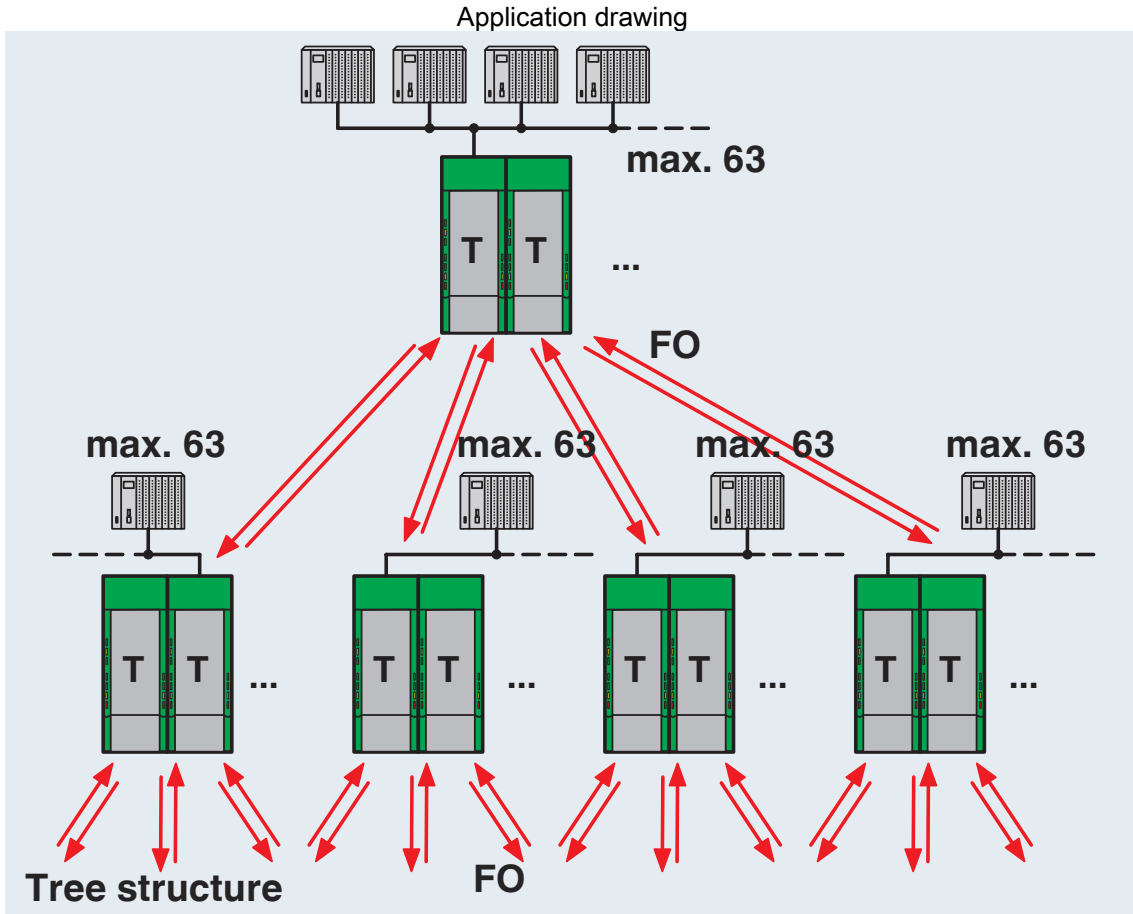 Application drawing
max. 63
T T
...
FO
max. 63 max. 63 max. 63 max. 63
T T ... T T ... T T ... T T ...
Tree structure FO